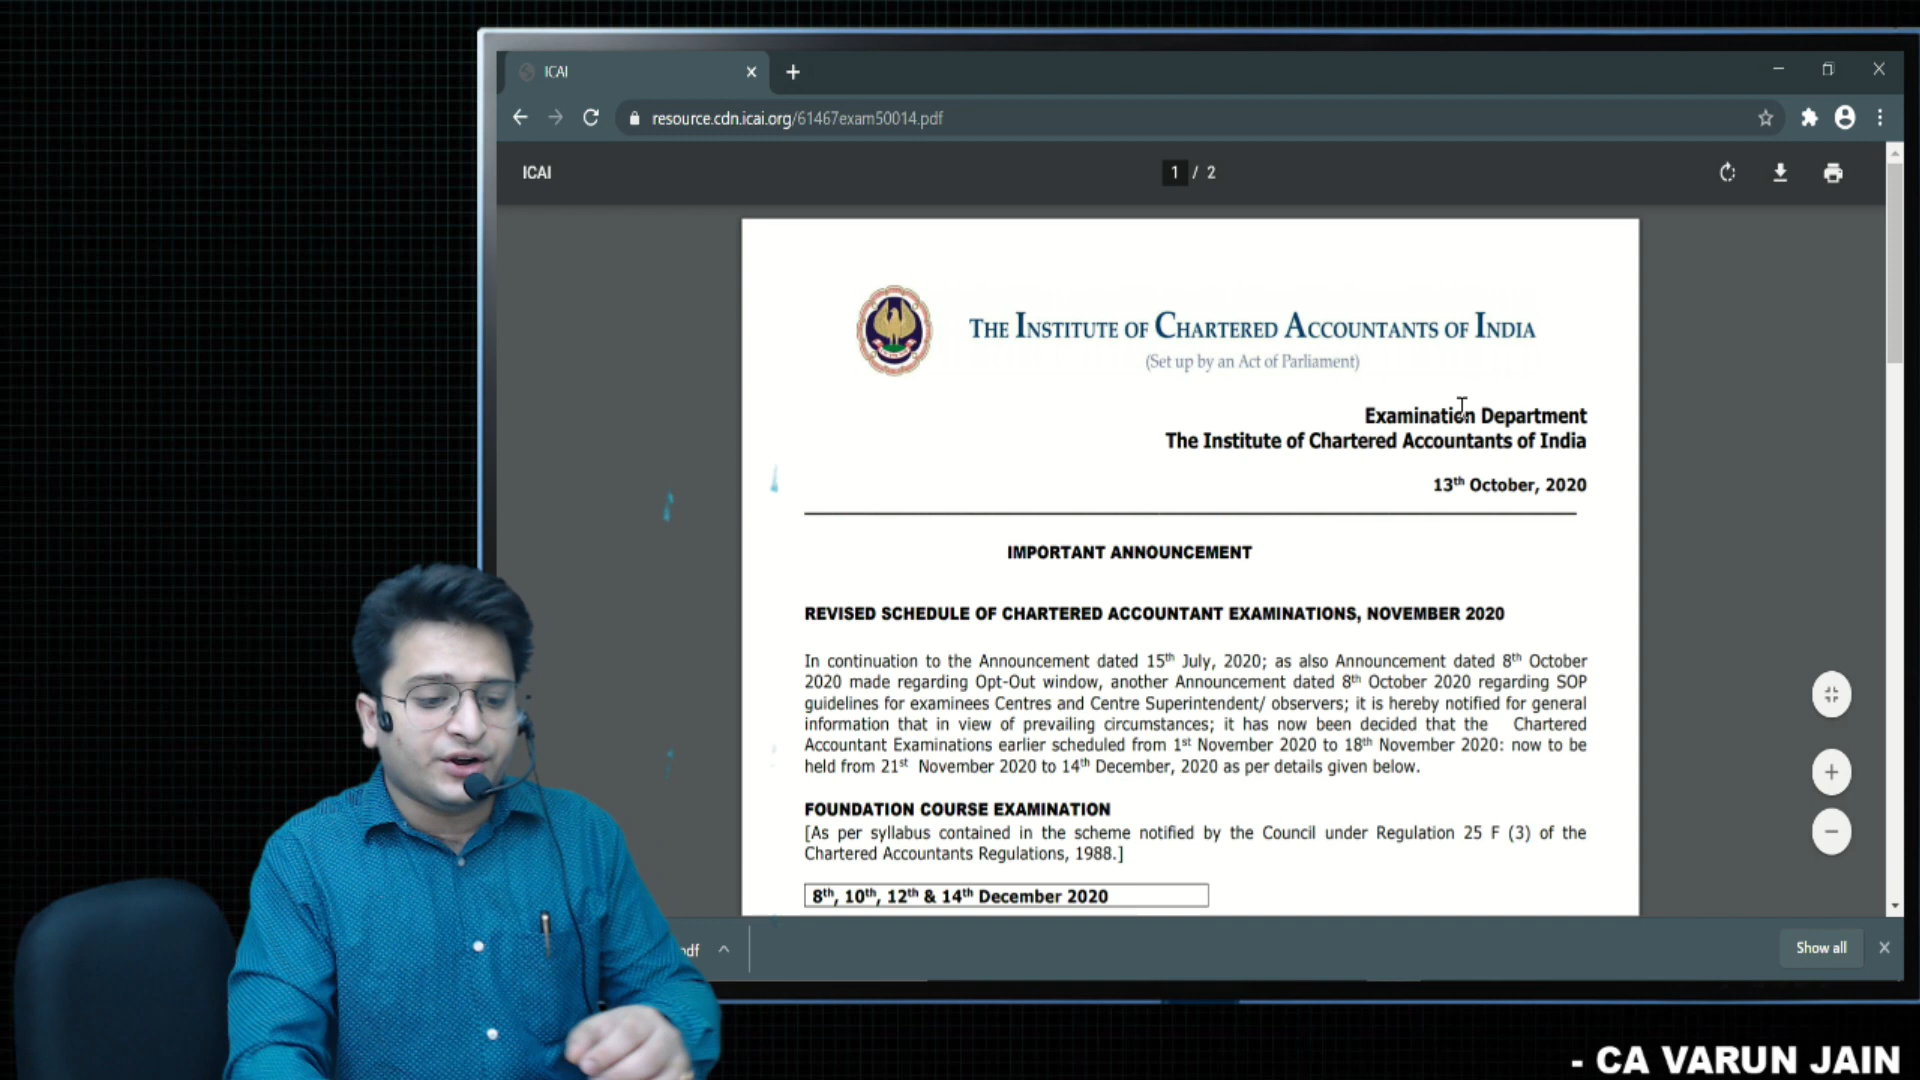 ICAI
resource.cdn.icai.org/61467exam50014.pdf
ICAI
1 / 2
THE INSTITUTE OF CHARTERED ACCOUNTANTS OF INDIA
(Set up by an Act of Parliament)
Examination Department
The Institute of Chartered Accountants of India
13th October, 2020
IMPORTANT ANNOUNCEMENT
REVISED SCHEDULE OF CHARTERED ACCOUNTANT EXAMINATIONS, NOVEMBER 2020
In continuation to the Announcement dated 15th July, 2020; as also Announcement dated 8th October
2020 made regarding Opt-Out window, another Announcement dated 8th October 2020 regarding SOP
guidelines for examinees Centres and Centre Superintendent/ observers; it is hereby notified for general
information that in view of prevailing circumstances; it has now been decided that the Chartered
Accountant Examinations earlier scheduled from 1st November 2020 to 18th November 2020: now to be
held from 21st November 2020 to 14th December, 2020 as per details given below.
FOUNDATION COURSE EXAMINATION
[As per syllabus contained in the scheme notified by the Council under Regulation 25 F (3) of the
Chartered Accountants Regulations, 1988.]
8th, 10th, 12th & 14th December 2020
pdf
Show all
- CA VARUN JAIN